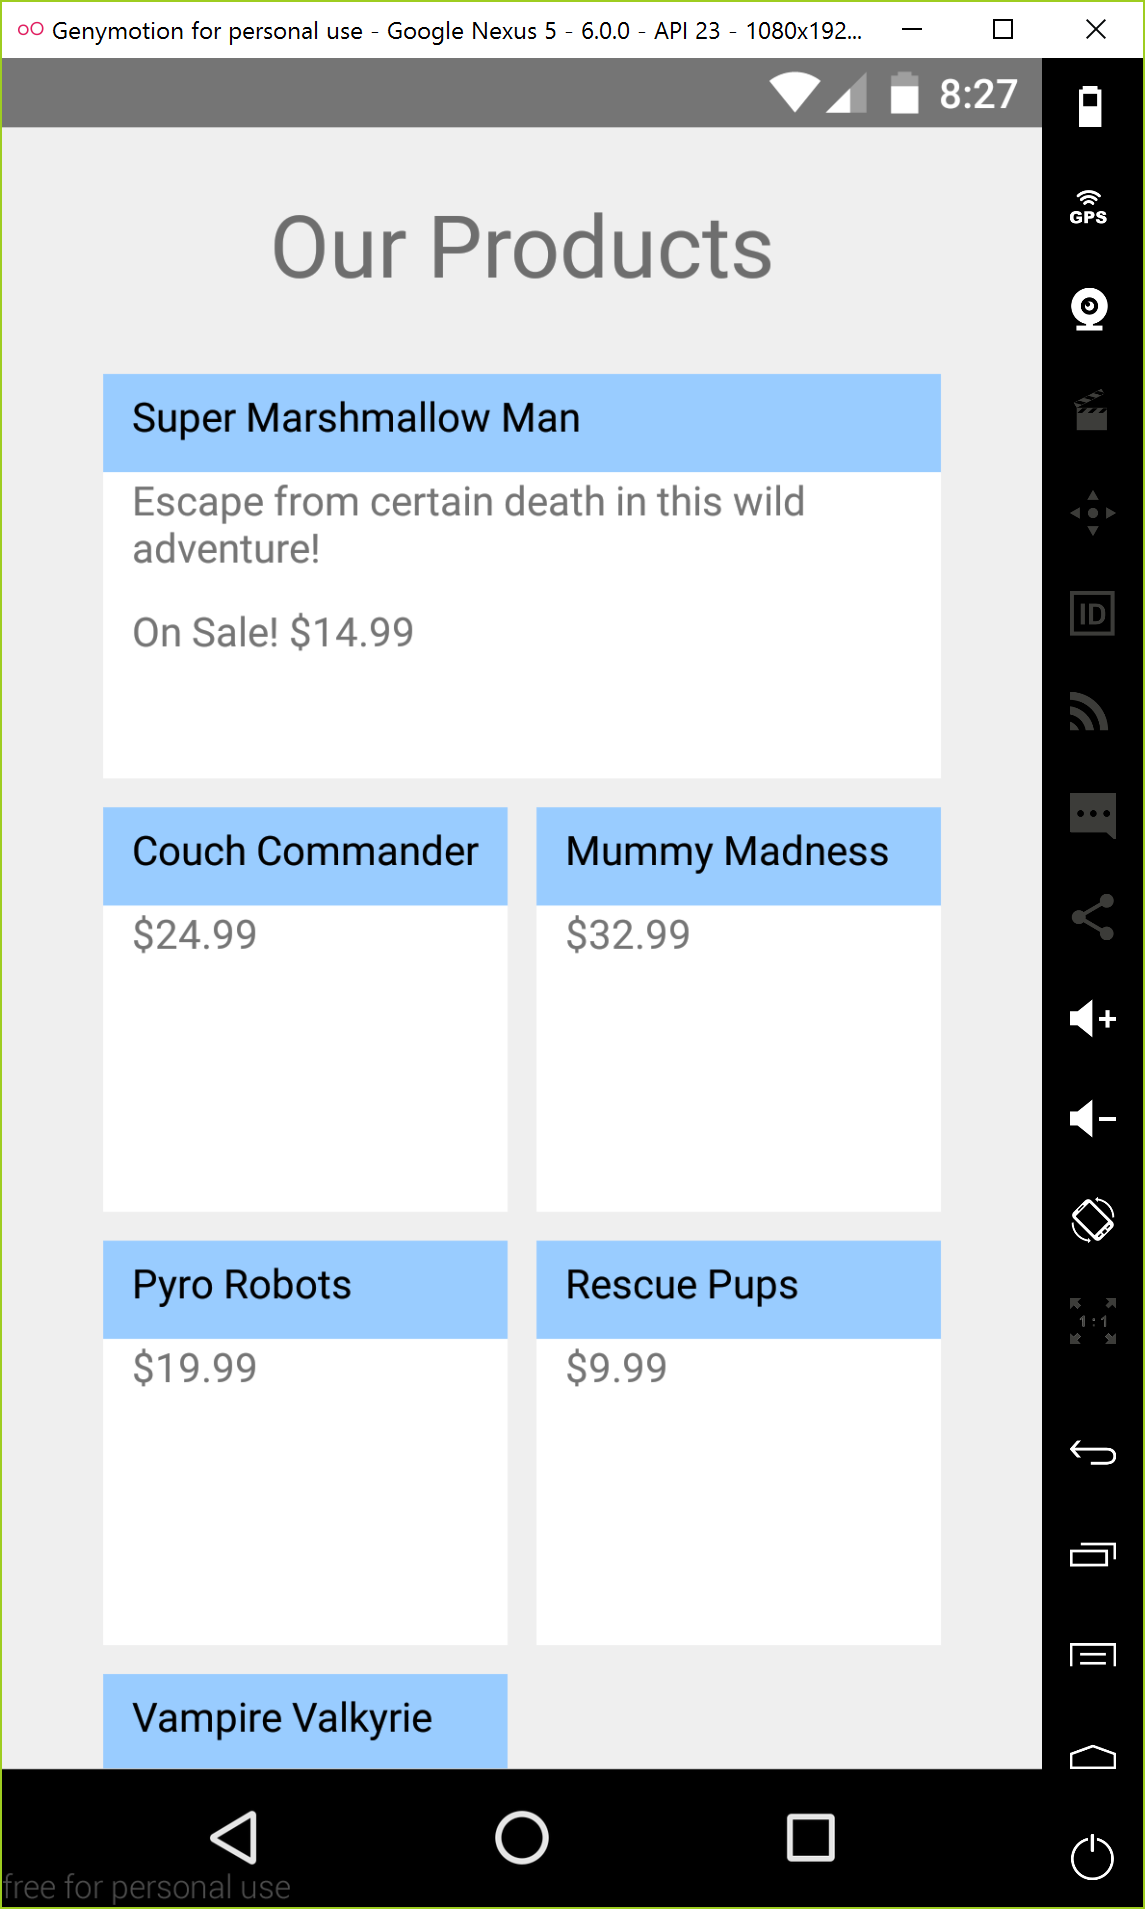 Genymotion for personal use - Google Nexus 5 - 6.0.0 - API 23 - 1080x192...
8:27
GPS
Our Products
Super Marshmallow Man
Escape from certain death in this wild
adventure!
On Sale! $14.99
ID
Couch Commander
Mummy Madness
$24.99
$32.99
Pyro Robots
Rescue Pups
1:1
$19.99
$9.99
Vampire Valkyrie
free for personal use